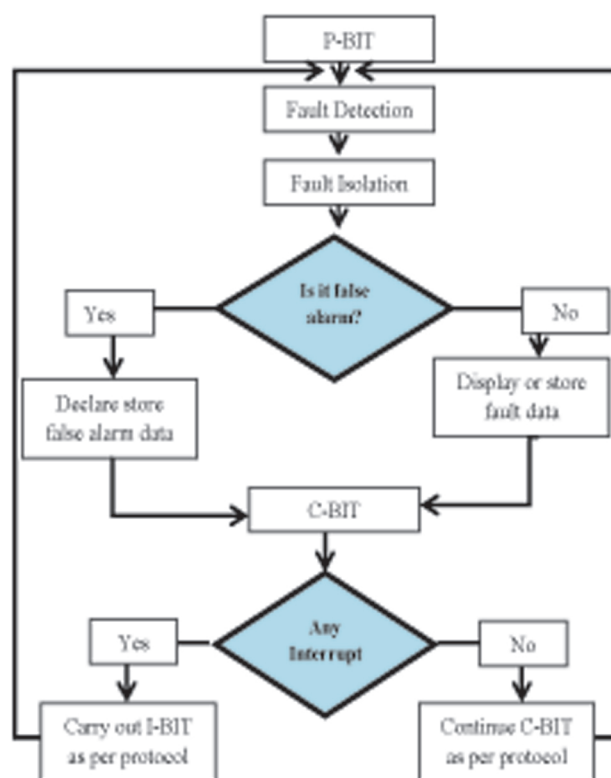 P-BIT
Fault Detection
Fault Isolation
Is it false
alarm?
Yes
No
Declare store
false alarm data
Display or store
fault data
C-BIT
Any
Interrupt
Yes
No
Carry out I-BIT
as per protocol
Continue C-BIT
as per protocol